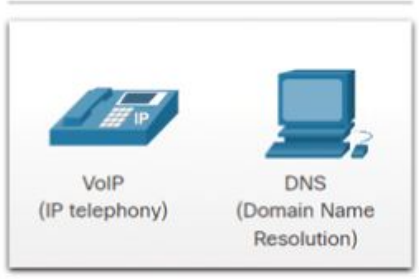 IP
VoIP
(IP telephony)
DNS
(Domain Name
Resolution)